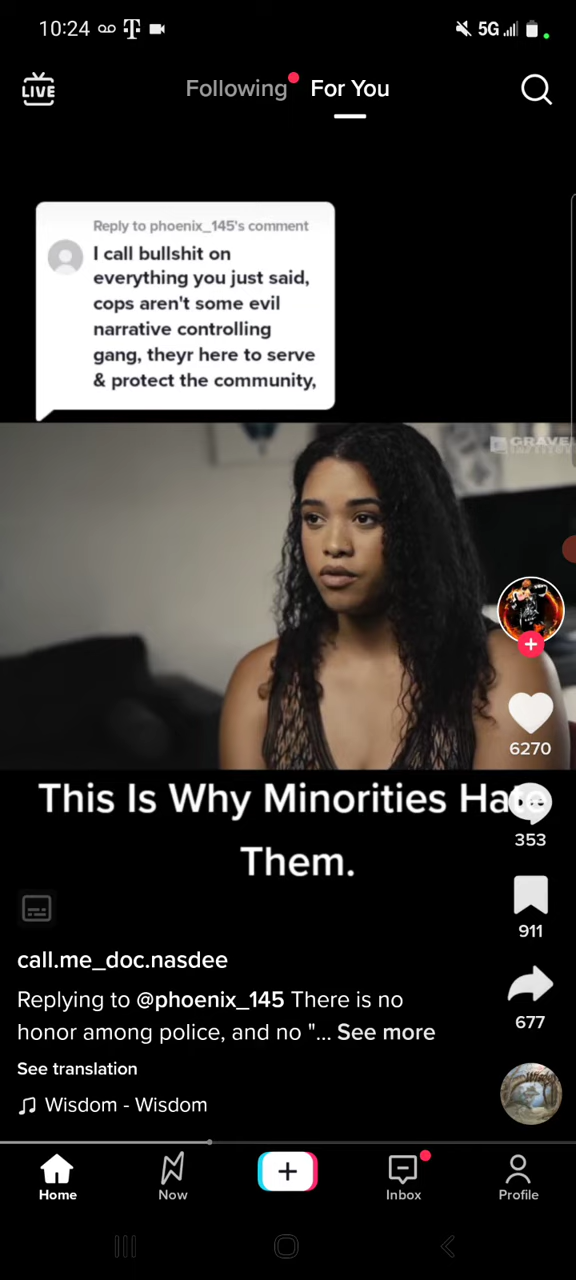 10:24
5G
LIVE
Following
For You
Reply to phoenix_145's comment
I call bullshit on
everything you just said,
cops aren't some evil
narrative controlling
gang, theyr here to serve
& protect the community,
6270
This Is Why Minorities Hate
Them.
353
911
call.me_doc.nasdee
Replying to @phoenix_145 There is no
honor among police, and no "... See more
677
See translation
Wisdom - Wisdom
Home
Now
Inbox
Profile